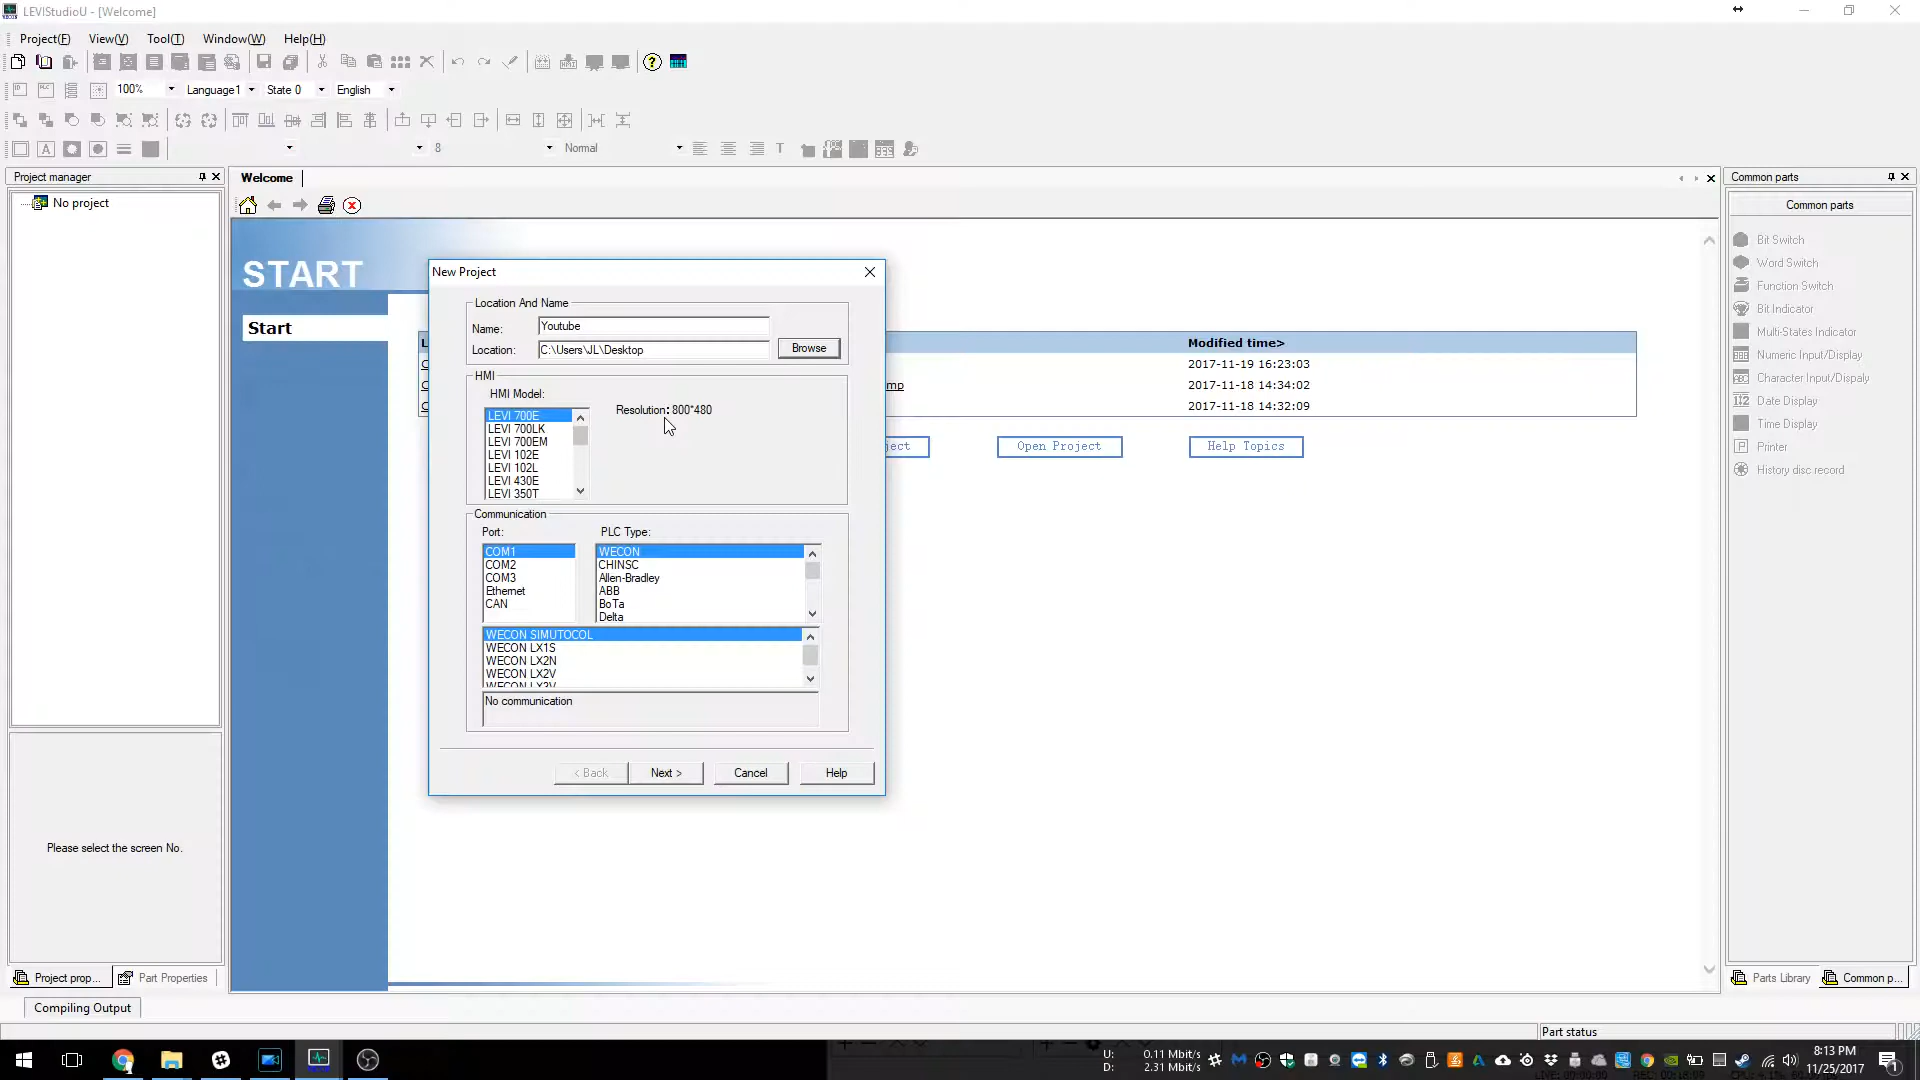 LEVIStudioU - [Welcome]
Project(F) View(V) Tool(T) Window(W) Help(H)
100% Language1 State 0 English
8 Normal
Project manager
No project
Please select the screen No.
Project prop... Part Properties
Compiling Output
Welcome
START
Start
Modified time>
2017-11-19 16:23:03
mp 2017-11-18 14:34:02
2017-11-18 14:32:09
ject Open Project Help Topics
New Project
Location And Name
Name: Youtube
Location: C:\Users\JL\Desktop Browse
HMI
HMI Model:
Resolution: 800*480
LEVI 700E
LEVI 700LK
LEVI 700EM
LEVI 102E
LEVI 102L
LEVI 430E
LEVI 350T
Communication
Port: PLC Type:
COM1
COM2
COM3
Ethernet
CAN
WECON
CHINSC
Allen-Bradley
ABB
BoTa
Delta
WECON SIMUTOCOL
WECON LX1S
WECON LX2N
WECON LX2V
WECON LX3V
No communication
< Back Next > Cancel Help
Common parts
Common parts
Bit Switch
Word Switch
Function Switch
Bit Indicator
Multi-States Indicator
Numeric Input/Display
Character Input/Dispaly
Date Display
Time Display
Printer
History disc record
Parts Library Common p...
Part status
U: 0.11 Mbit/s
D: 2.31 Mbit/s
8:13 PM
11/25/2017